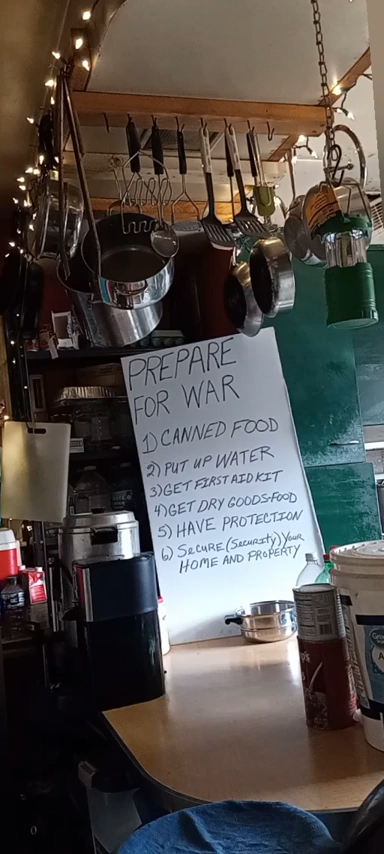 PREPARE
FOR WAR
1) CANNED FOOD
2) PUT UP WATER
3) GET FIRST AID KIT
4) GET DRY GOODS-FOOD
5) HAVE PROTECTION
6) SECURE (SECURITY) YOUR
HOME AND PROPERTY